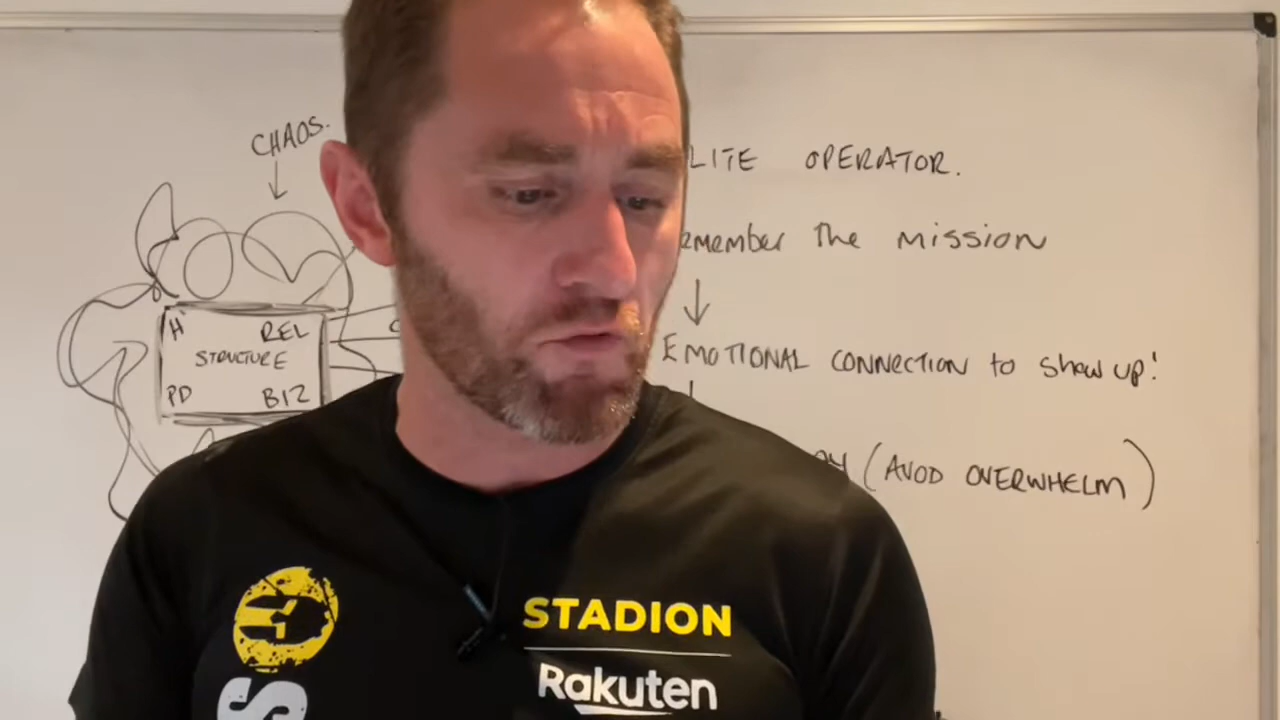 CHAOS.
H REL
STRUCTURE
PD BIZ
LITE OPERATOR.
emember The mission
EMOTIONAL CONNECTION to show up!
(AVOD OVERWHELM)
STADION
Rakuten